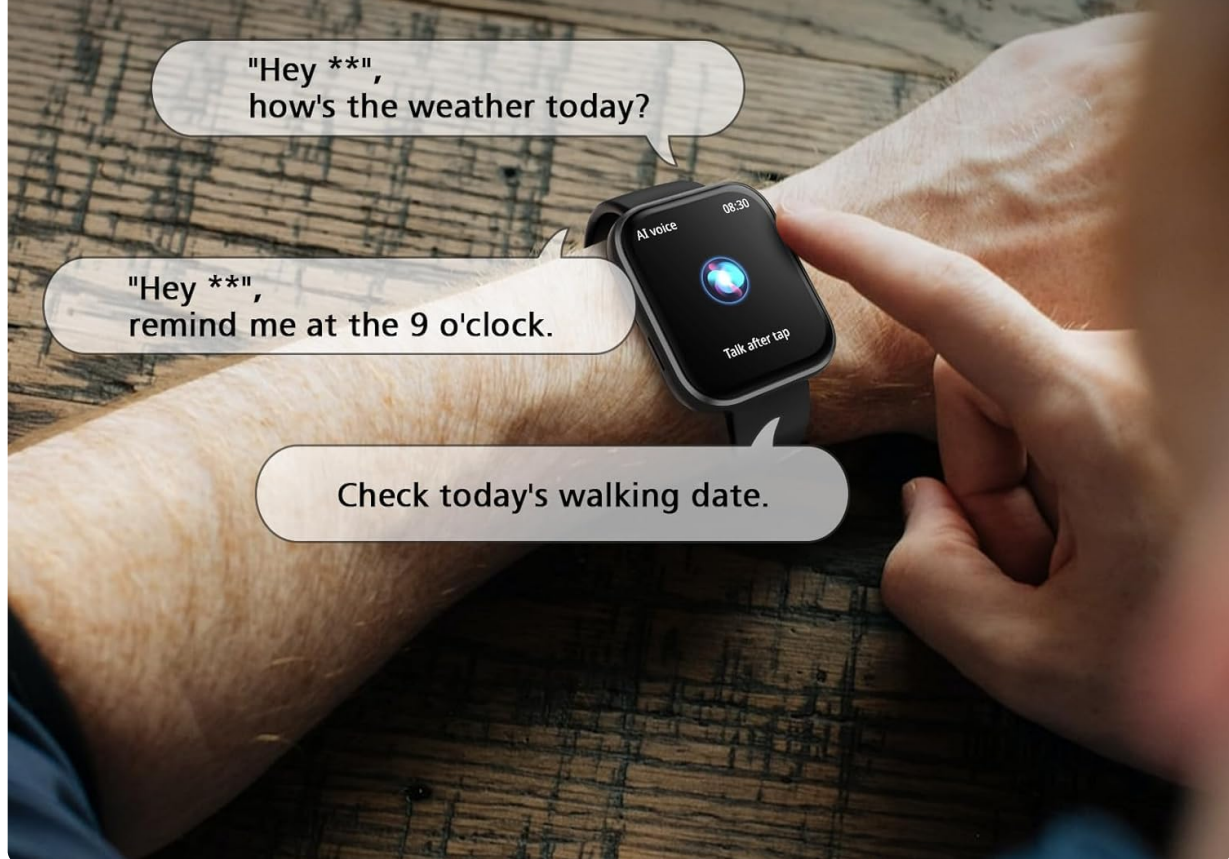 "Hey **",
how's the weather today?
08:30
AI voice
"Hey **",
remind me at the 9 o'clock.
Talk after tap
Check today's walking date.